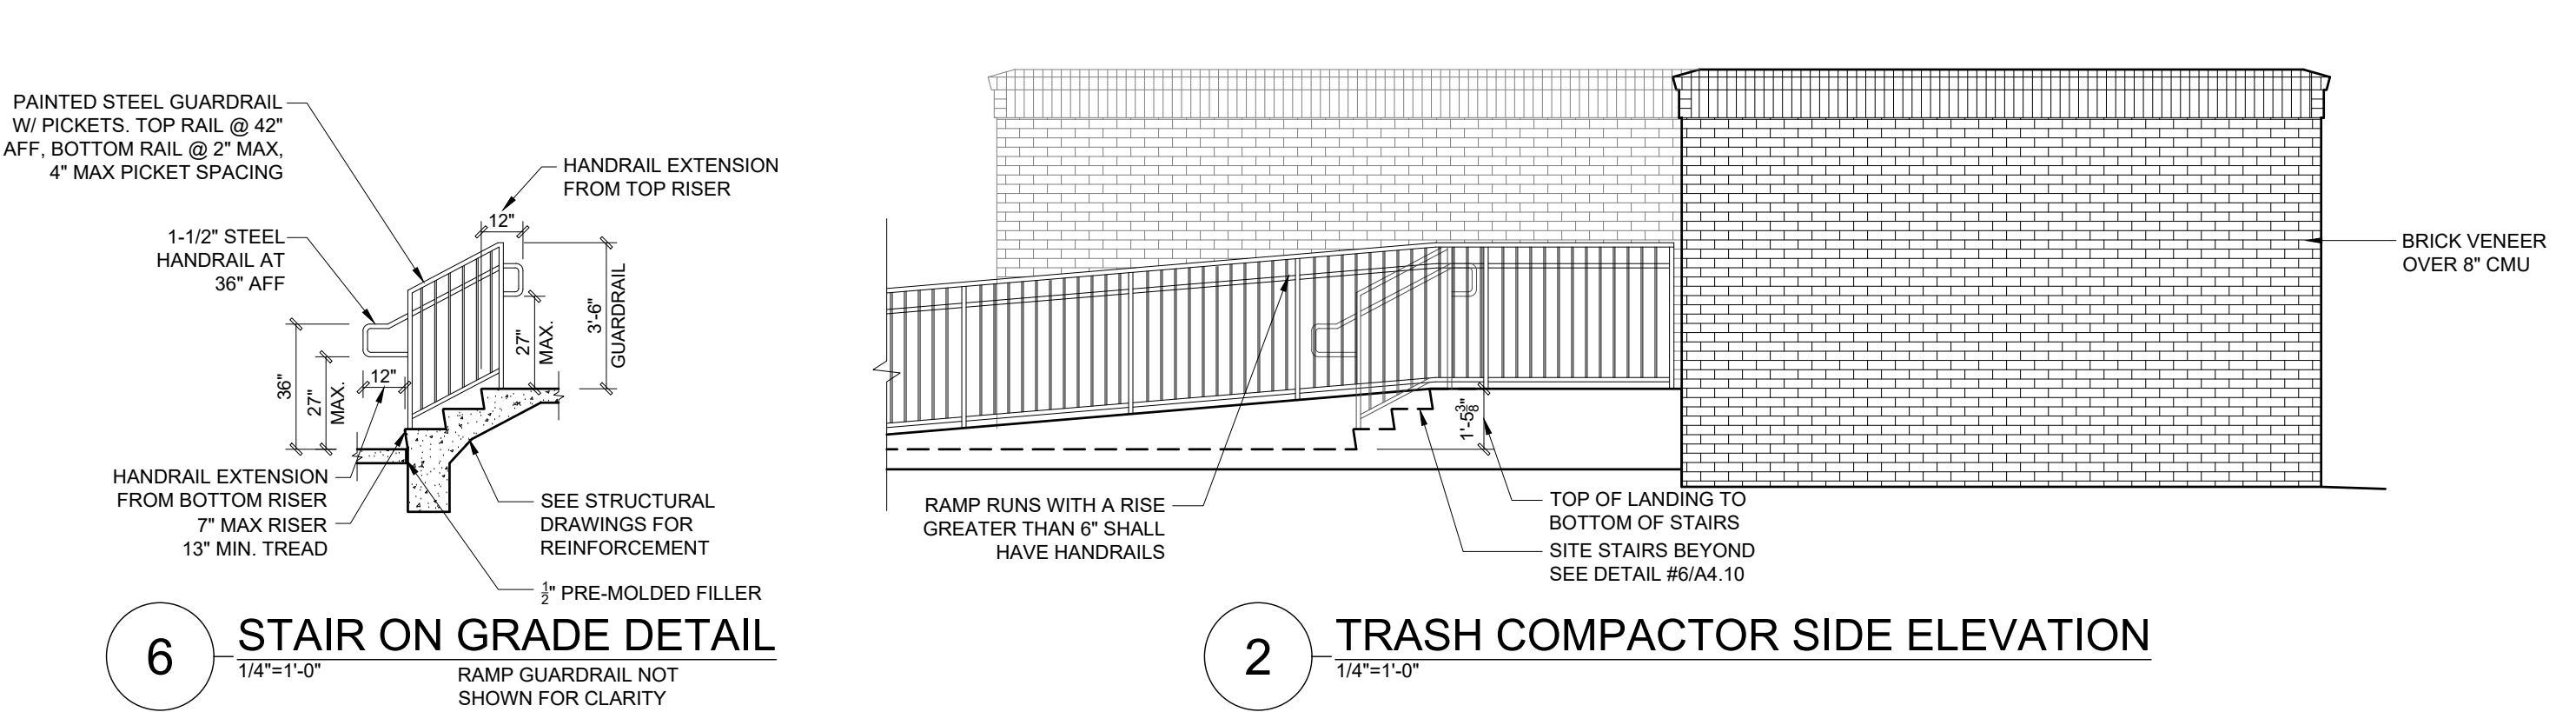 PAINTED STEEL GUARDRAIL
W/ PICKETS. TOP RAIL @ 42"
AFF, BOTTOM RAIL @ 2" MAX,
4" MAX PICKET SPACING
HANDRAIL EXTENSION
FROM TOP RISER
12"
1-1/2" STEEL
HANDRAIL AT
36" AFF
3'-6"
GUARDRAIL
27"
MAX.
36"
27"
MAX.
12"
HANDRAIL EXTENSION
FROM BOTTOM RISER
7" MAX RISER
13" MIN. TREAD
SEE STRUCTURAL
DRAWINGS FOR
REINFORCEMENT
1/2" PRE-MOLDED FILLER
6
STAIR ON GRADE DETAIL
1/4"=1'-0"
RAMP GUARDRAIL NOT
SHOWN FOR CLARITY
BRICK VENEER
OVER 8" CMU
1'-5 3/8"
RAMP RUNS WITH A RISE
GREATER THAN 6" SHALL
HAVE HANDRAILS
TOP OF LANDING TO
BOTTOM OF STAIRS
SITE STAIRS BEYOND
SEE DETAIL #6/A4.10
2
TRASH COMPACTOR SIDE ELEVATION
1/4"=1'-0"